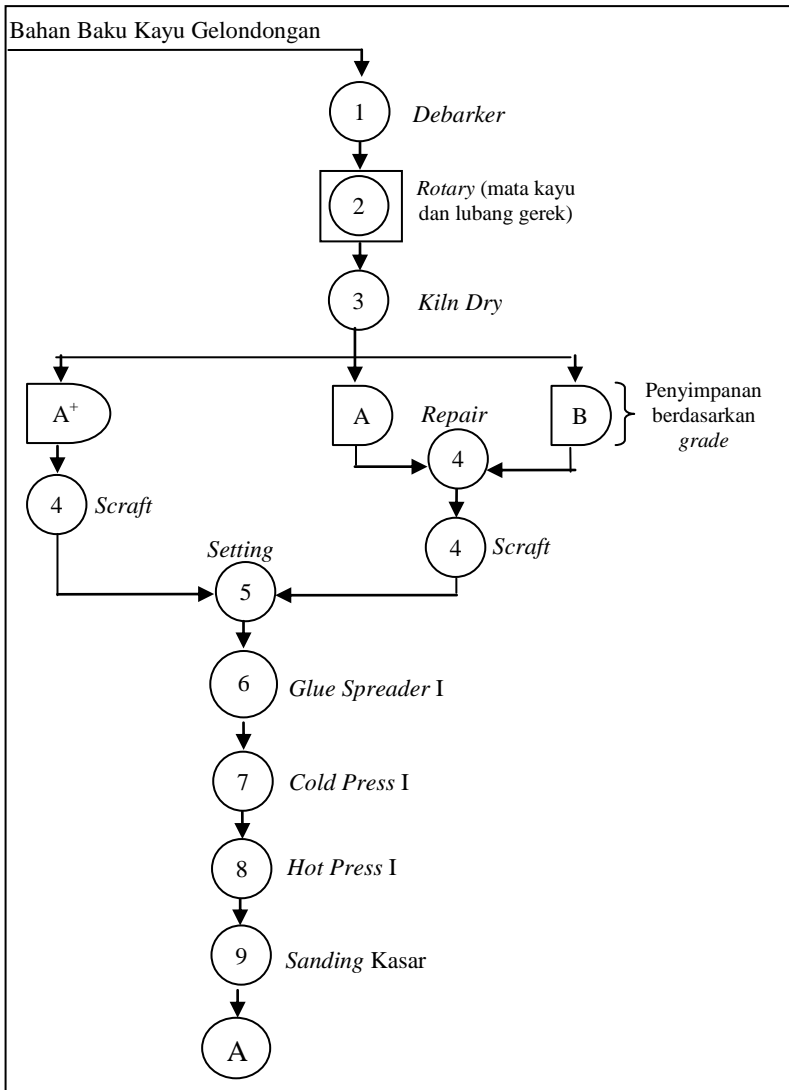 Bahan Baku Kayu Gelondongan
1
Debarker
2
Rotary (mata kayu
dan lubang gerek)
3
Kiln Dry
A+
A
Repair
B
Penyimpanan
berdasarkan
grade
4
4
Scraft
4
Scraft
Setting
5
6
Glue Spreader I
7
Cold Press I
8
Hot Press I
9
Sanding Kasar
A